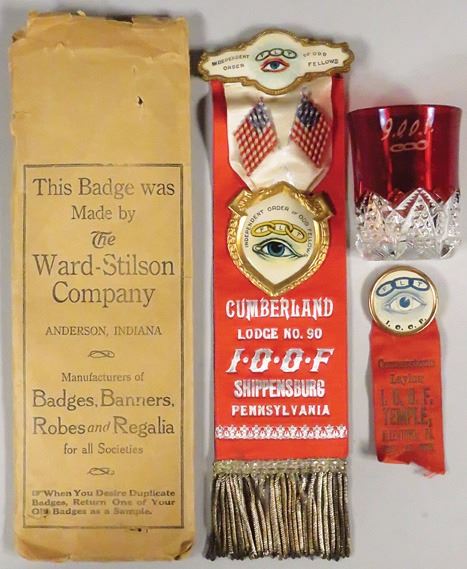 This Badge was
Made by
The
Ward-Stilson
Company
ANDERSON, INDIANA
Manufacturers of
Badges, Banners,
Robes and Regalia
for all Societies
When You Desire Duplicate
Badges, Return One of Your
Old Badges as a Sample.
F L T
INDEPENDENT ORDER OF ODD FELLOWS
INDEPENDENT ORDER OF ODD FELLOWS
F L T
CUMBERLAND
LODGE NO. 90
I·O·O·F
SHIPPENSBURG
PENNSYLVANIA
I.O.O.F.
F L T
I.O.O.F.
Cornerstone
Laying
I. O. O. F.
TEMPLE,